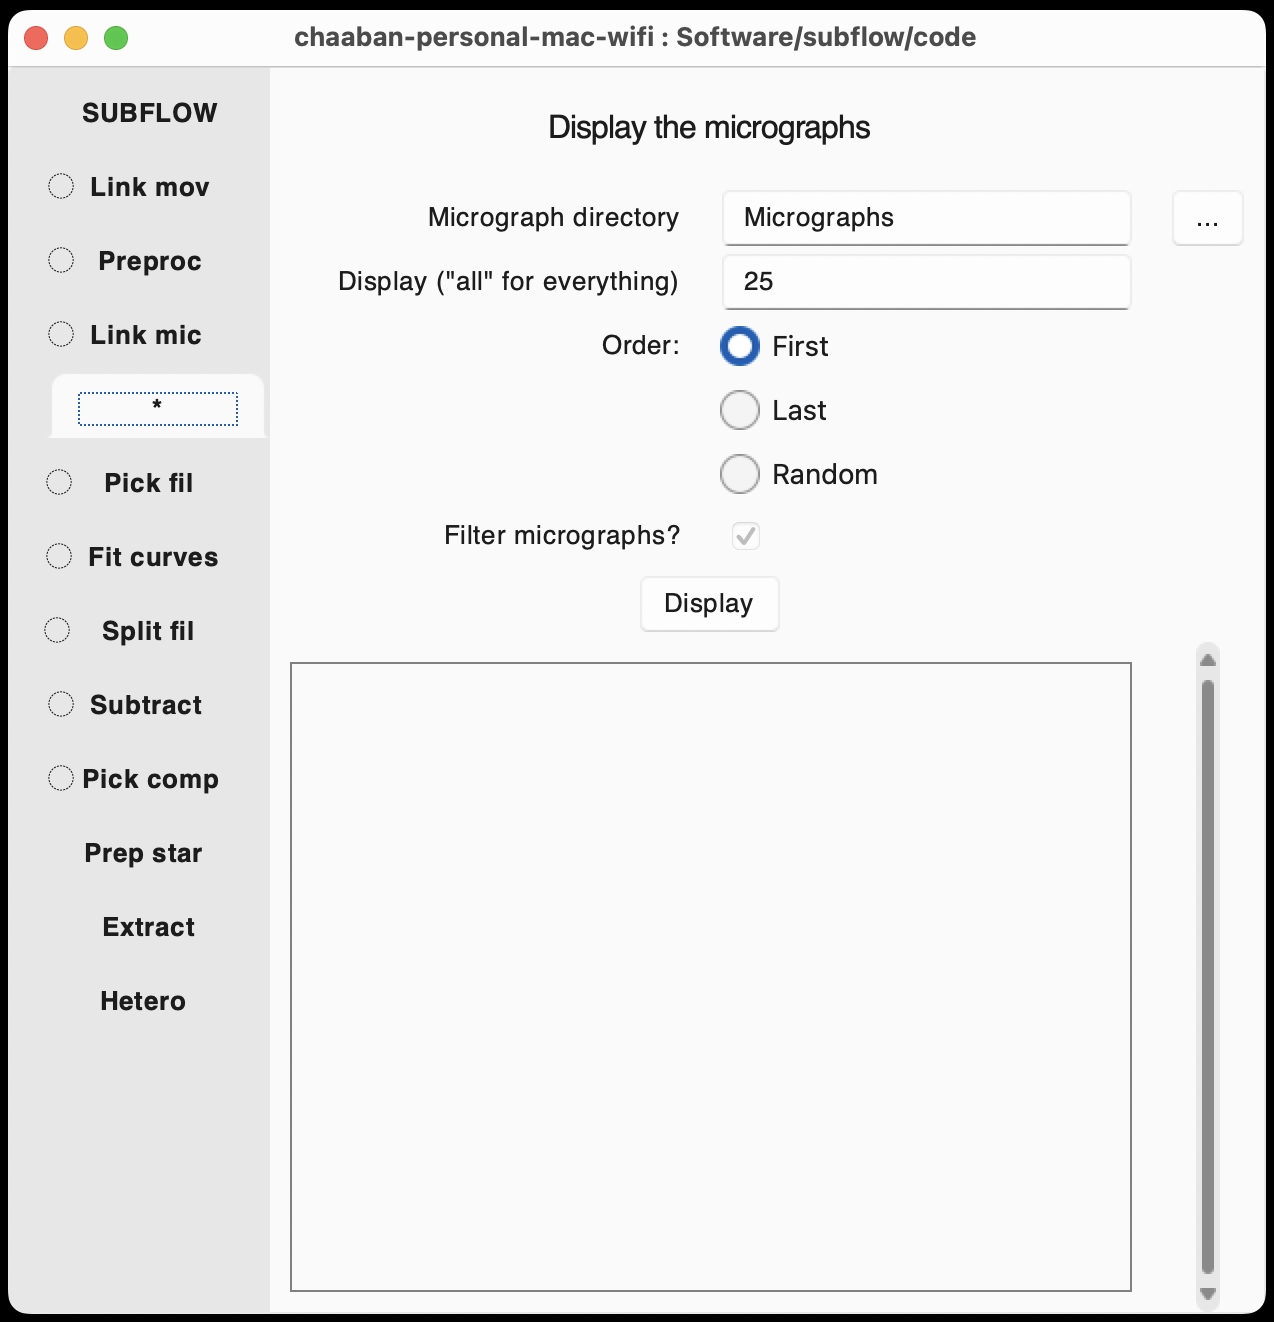 chaaban-personal-mac-wifi : Software/subflow/code
SUBFLOW
Link mov
Preproc
Link mic
*
Pick fil
Fit curves
Split fil
Subtract
Pick comp
Prep star
Extract
Hetero
Display the micrographs
Micrograph directory Micrographs ...
Display ("all" for everything) 25
Order: First
Last
Random
Filter micrographs?
Display